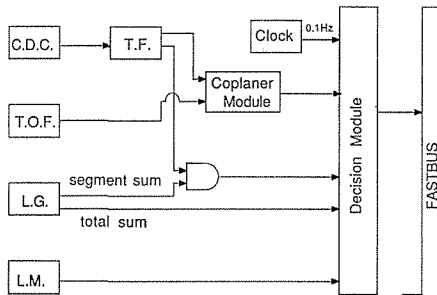 C.D.C.
T.F.
Clock
0.1Hz
Coplaner
Module
T.O.F.
segment sum
L.G.
total sum
L.M.
Decision Module
FASTBUS